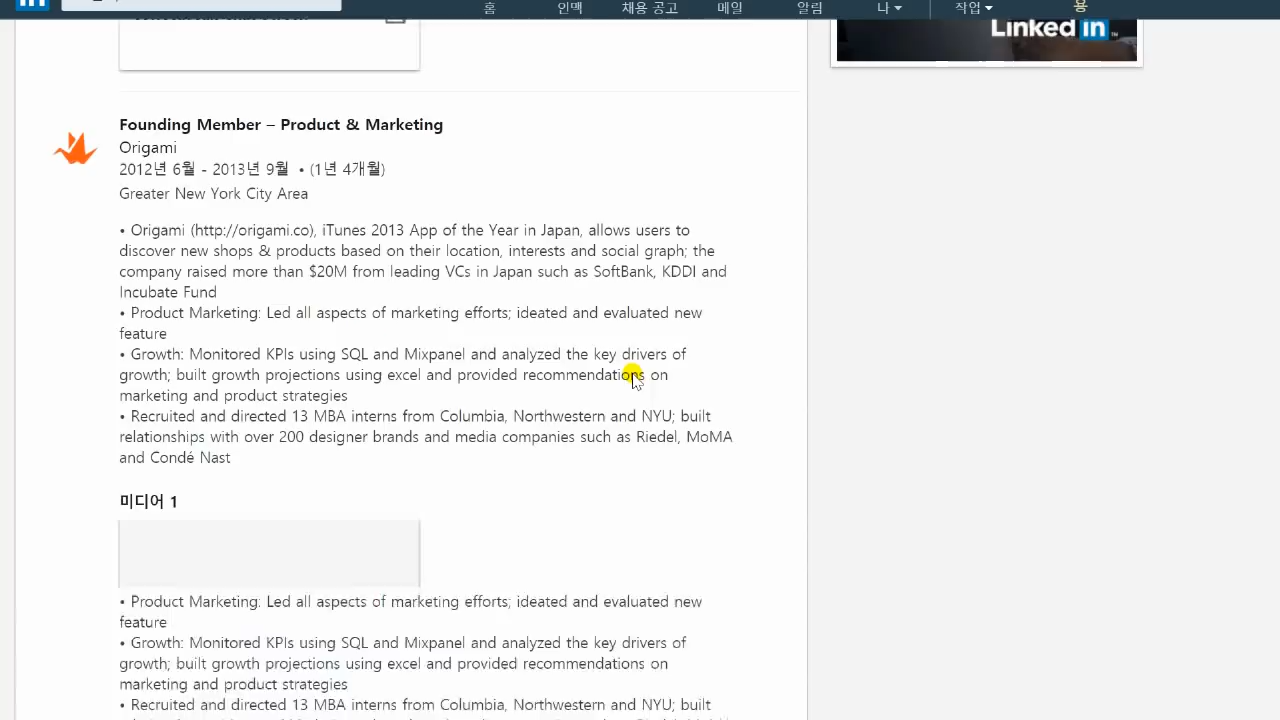 in
홈
인맥
채용 공고
메일
알림
나
작업
용
Linked in
Founding Member – Product & Marketing
Origami
2012년 6월 - 2013년 9월 • (1년 4개월)
Greater New York City Area
• Origami (http://origami.co), iTunes 2013 App of the Year in Japan, allows users to
discover new shops & products based on their location, interests and social graph; the
company raised more than $20M from leading VCs in Japan such as SoftBank, KDDI and
Incubate Fund
• Product Marketing: Led all aspects of marketing efforts; ideated and evaluated new
feature
• Growth: Monitored KPIs using SQL and Mixpanel and analyzed the key drivers of
growth; built growth projections using excel and provided recommendations on
marketing and product strategies
• Recruited and directed 13 MBA interns from Columbia, Northwestern and NYU; built
relationships with over 200 designer brands and media companies such as Riedel, MoMA
and Condé Nast
미디어 1
• Product Marketing: Led all aspects of marketing efforts; ideated and evaluated new
feature
• Growth: Monitored KPIs using SQL and Mixpanel and analyzed the key drivers of
growth; built growth projections using excel and provided recommendations on
marketing and product strategies
• Recruited and directed 13 MBA interns from Columbia, Northwestern and NYU; built